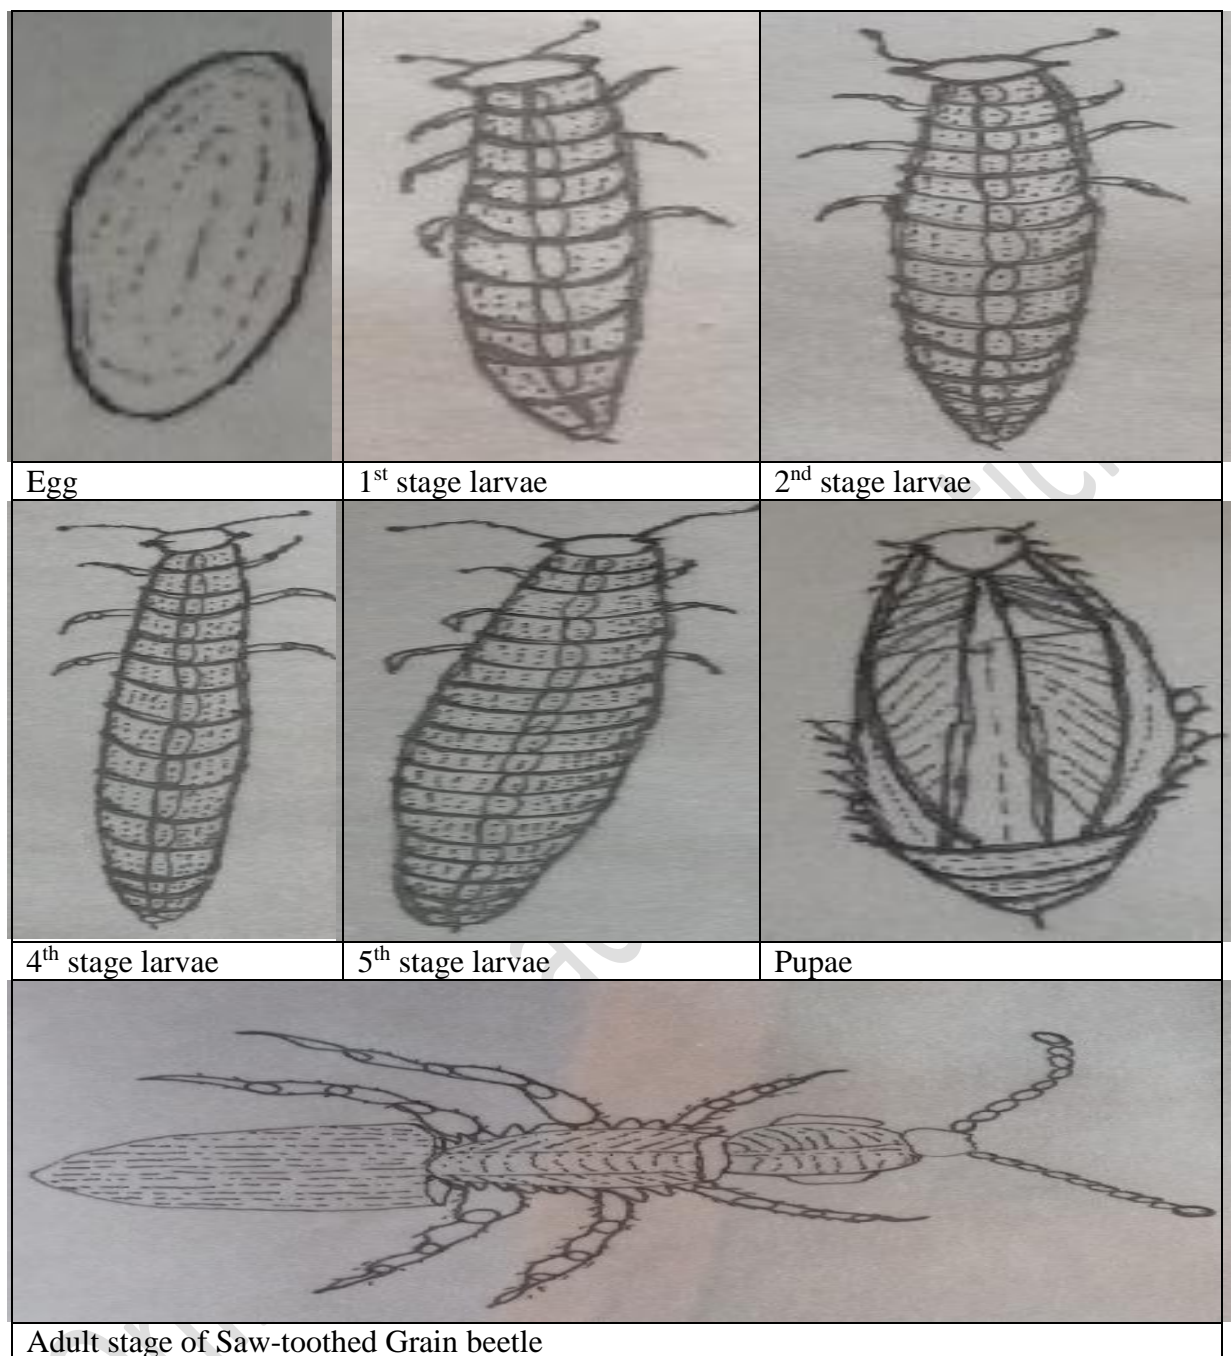 Egg
1st stage larvae
2nd stage larvae
4th stage larvae
5th stage larvae
Pupae
Adult stage of Saw-toothed Grain beetle